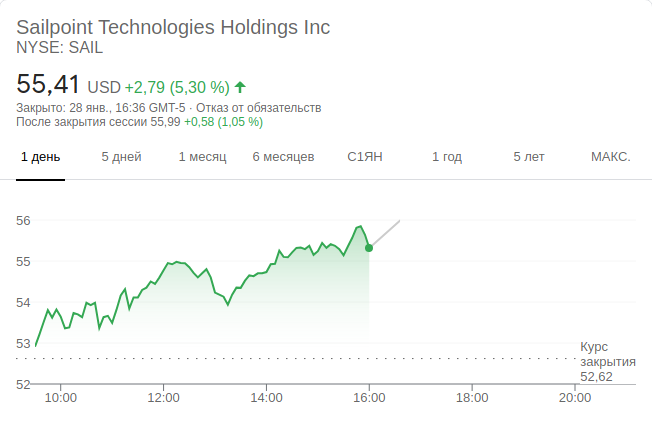 Sailpoint Technologies Holdings Inc
NYSE: SAIL
55,41 USD +2,79 (5,30 %)
Закрыто: 28 янв., 16:36 GMT-5 · Отказ от обязательств
После закрытия сессии 55,99 +0,58 (1,05 %)
1 день 5 дней 1 месяц 6 месяцев С1ЯН 1 год 5 лет МАКС.
56
55
54
53
Курс
закрытия
52,62
52
10:00 12:00 14:00 16:00 18:00 20:00